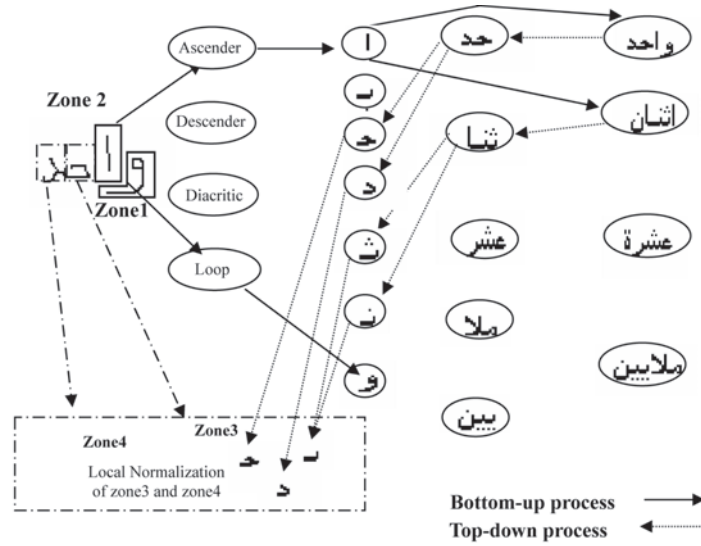 Ascender
Descender
Diacritic
Loop
Zone 2
Zone1
ا
حد
واحد
اثنان
ثنا
د
و
عشر
عشرة
ملا
ملايين
يين
Zone4
Zone3
Local Normalization
of zone3 and zone4
د
Bottom-up process
Top-down process